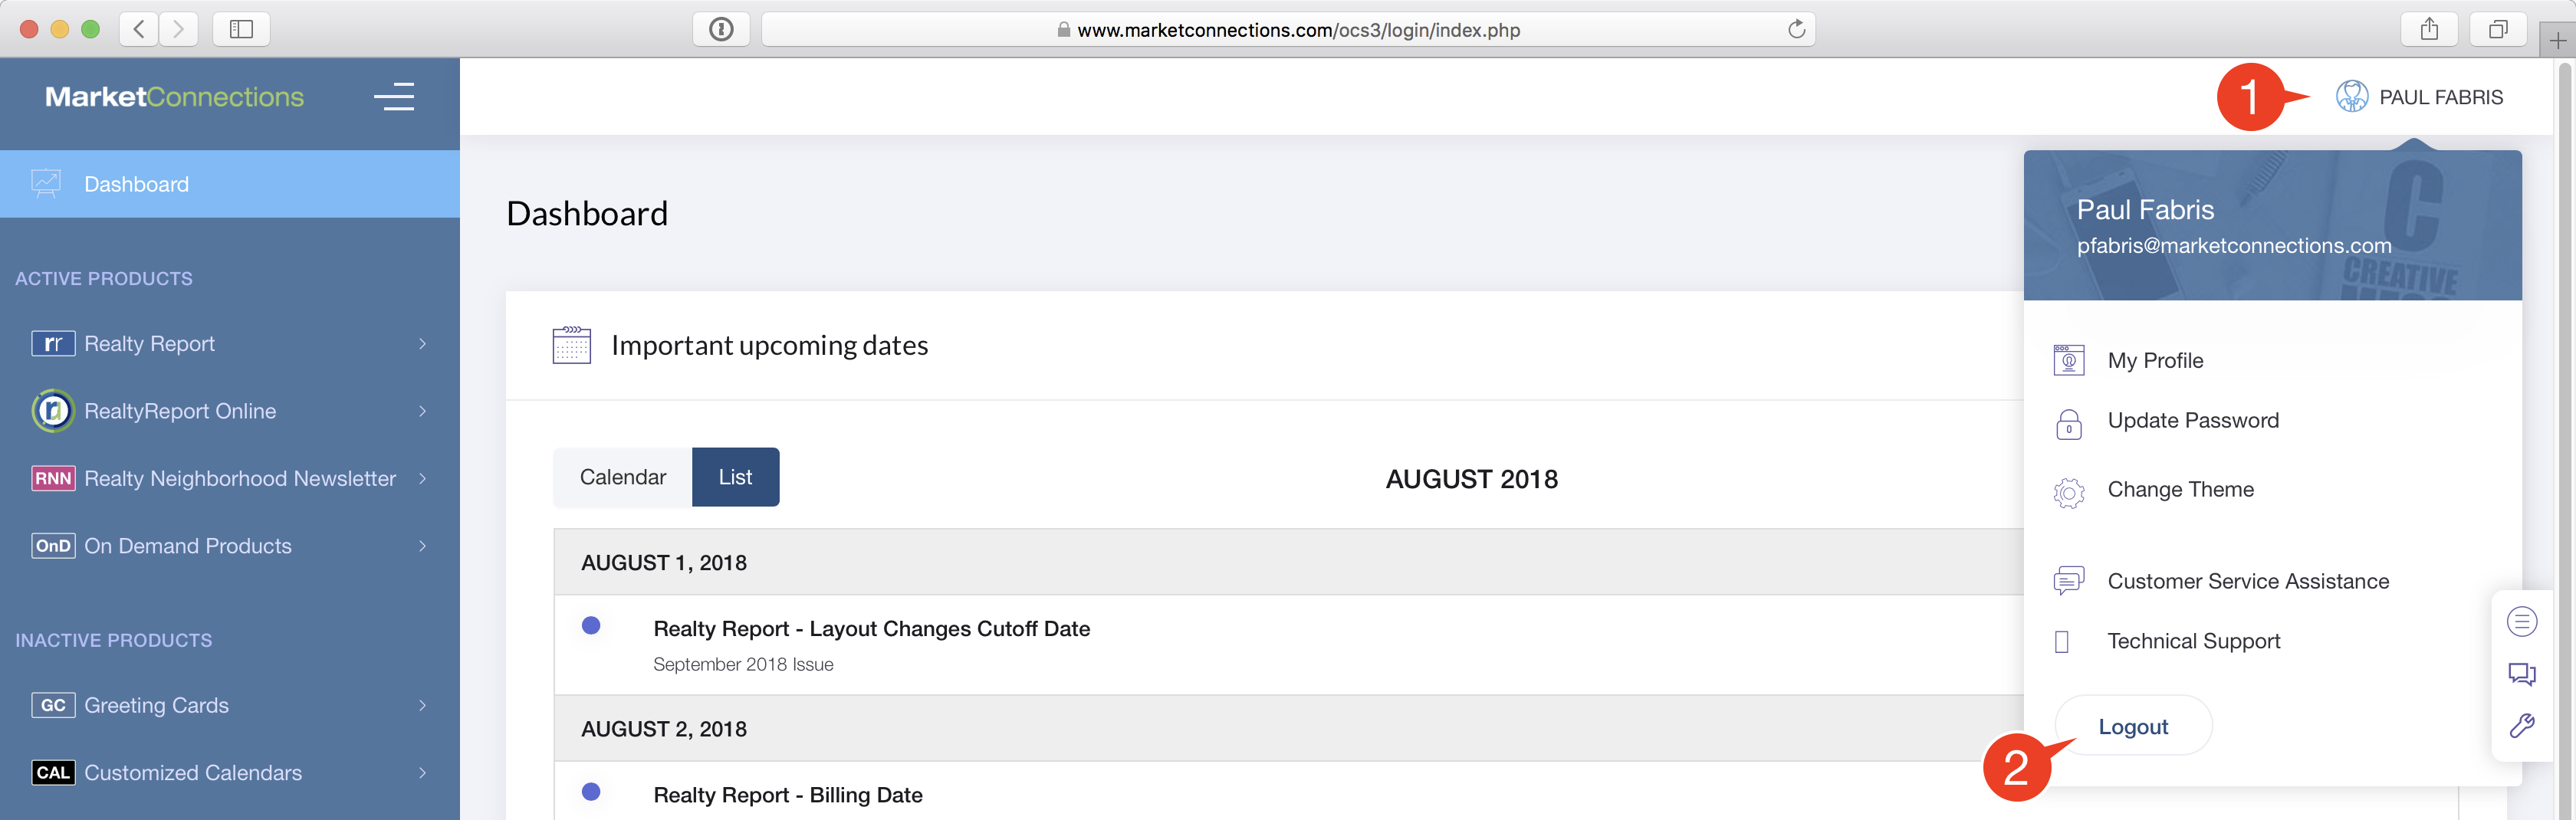 www.marketconnections.com/ocs3/login/index.php
MarketConnections
1
PAUL FABRIS
Dashboard
ACTIVE PRODUCTS
rr Realty Report
RealtyReport Online
RNN Realty Neighborhood Newsletter
OnD On Demand Products
INACTIVE PRODUCTS
GC Greeting Cards
CAL Customized Calendars
Dashboard
Important upcoming dates
Calendar
List
AUGUST 2018
AUGUST 1, 2018
Realty Report - Layout Changes Cutoff Date
September 2018 Issue
AUGUST 2, 2018
Realty Report - Billing Date
Paul Fabris
pfabris@marketconnections.com
C
CREATIVE
My Profile
Update Password
Change Theme
Customer Service Assistance
Technical Support
Logout
2